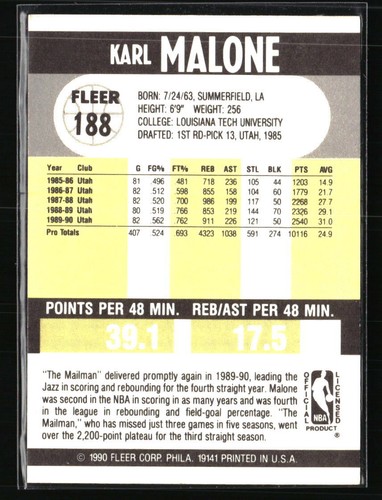 KARL MALONE
FLEER
188
BORN: 7/24/63, SUMMERFIELD, LA
HEIGHT: 6'9" WEIGHT: 256
COLLEGE: LOUISIANA TECH UNIVERSITY
DRAFTED: 1ST RD-PICK 13, UTAH, 1985
Year Club G FG% FT% REB AST STL BLK PTS AVG
1985-86 Utah 81 496 481 718 236 105 44 1203 14.9
1986-87 Utah 82 512 598 855 158 104 60 1779 21.7
1987-88 Utah 82 520 700 986 199 117 50 2268 27.7
1988-89 Utah 80 519 766 853 219 144 70 2326 29.1
1989-90 Utah 82 562 762 911 226 121 50 2540 31.0
Pro Totals 407 524 693 4323 1038 591 274 10116 24.9
POINTS PER 48 MIN. REB/AST PER 48 MIN.
39.1 17.5
"The Mailman" delivered promptly again in 1989-90, leading the
Jazz in scoring and rebounding for the fourth straight year. Malone
was second in the NBA in scoring in as many years and was fourth
in the league in rebounding and field-goal percentage. "The
Mailman," who has missed just three games in five seasons, went
over the 2,200-point plateau for the third straight season.
OFFICIAL
LICENSED
NBA
PRODUCT
© 1990 FLEER CORP. PHILA. 19141 PRINTED IN U.S.A.